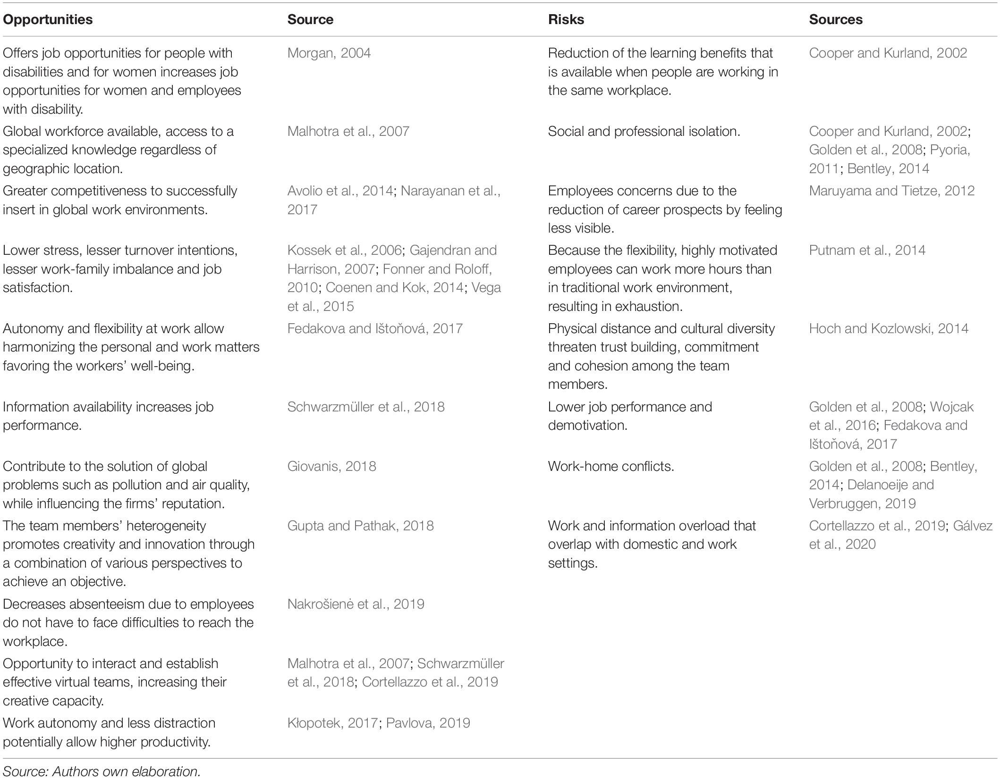 Opportunities
Source
Risks
Sources
Offers job opportunities for people with
disabilities and for women increases job
opportunities for women and employees
with disability.
Morgan, 2004
Reduction of the learning benefits that
is available when people are working in
the same workplace.
Cooper and Kurland, 2002
Global workforce available, access to a
specialized knowledge regardless of
geographic location.
Malhotra et al., 2007
Social and professional isolation.
Cooper and Kurland, 2002;
Golden et al., 2008; Pyoria,
2011; Bentley, 2014
Greater competitiveness to successfully
insert in global work environments.
Avolio et al., 2014; Narayanan et al.,
2017
Employees concerns due to the
reduction of career prospects by feeling
less visible.
Maruyama and Tietze, 2012
Lower stress, lesser turnover intentions,
lesser work-family imbalance and job
satisfaction.
Kossek et al., 2006; Gajendran and
Harrison, 2007; Fonner and Roloff,
2010; Coenen and Kok, 2014; Vega
et al., 2015
Because the flexibility, highly motivated
employees can work more hours than
in traditional work environment,
resulting in exhaustion.
Putnam et al., 2014
Autonomy and flexibility at work allow
harmonizing the personal and work matters
favoring the workers’ well-being.
Fedakova and Ištoňová, 2017
Physical distance and cultural diversity
threaten trust building, commitment
and cohesion among the team
members.
Hoch and Kozlowski, 2014
Information availability increases job
performance.
Schwarzmüller et al., 2018
Lower job performance and
demotivation.
Golden et al., 2008; Wojcak
et al., 2016; Fedakova and
Ištoňová, 2017
Contribute to the solution of global
problems such as pollution and air quality,
while influencing the firms’ reputation.
Giovanis, 2018
Work-home conflicts.
Golden et al., 2008; Bentley,
2014; Delanoeije and
Verbruggen, 2019
The team members’ heterogeneity
promotes creativity and innovation through
a combination of various perspectives to
achieve an objective.
Gupta and Pathak, 2018
Work and information overload that
overlap with domestic and work
settings.
Cortellazzo et al., 2019; Gálvez
et al., 2020
Decreases absenteeism due to employees
do not have to face difficulties to reach the
workplace.
Nakrošienė et al., 2019
Opportunity to interact and establish
effective virtual teams, increasing their
creative capacity.
Malhotra et al., 2007; Schwarzmüller
et al., 2018; Cortellazzo et al., 2019
Work autonomy and less distraction
potentially allow higher productivity.
Kłopotek, 2017; Pavlova, 2019
Source: Authors own elaboration.